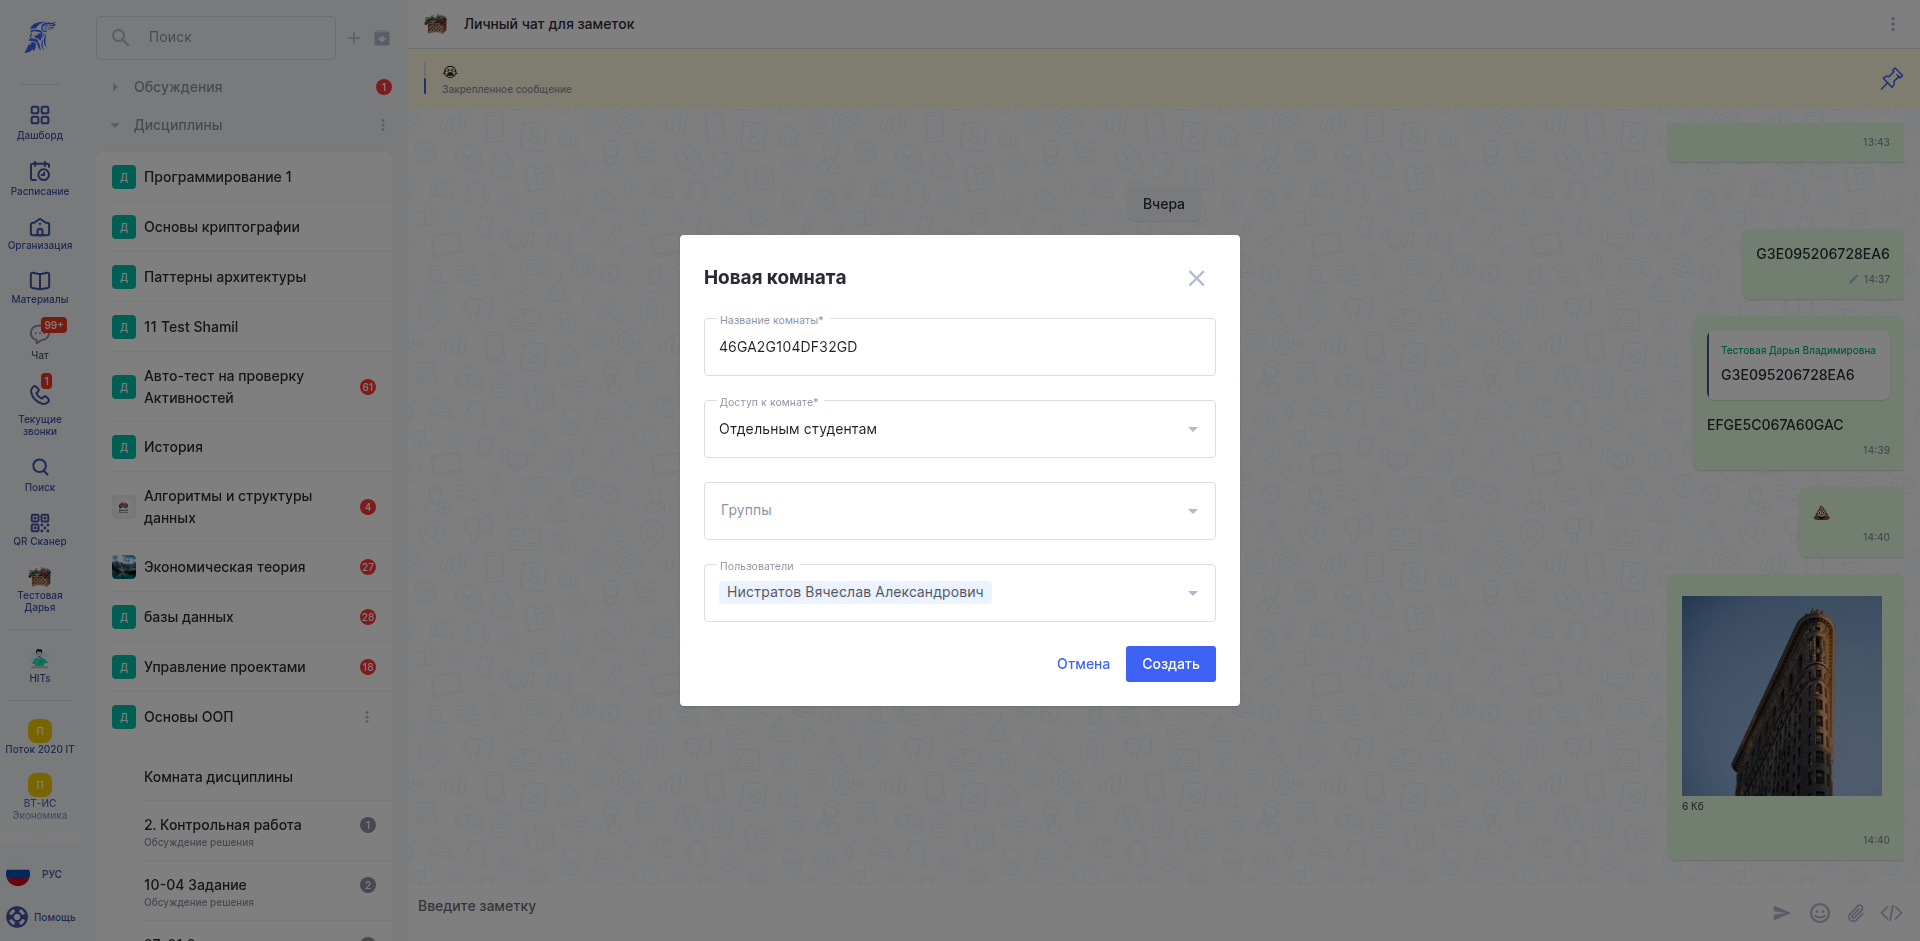 Дашборд
Расписание
Организация
Материалы
99+
Чат
1
Текущие
звонки
Поиск
QR Сканер
Тестовая
Дарья
HITs
П
Поток 2020 IT
П
ВТ-ИС
Экономика
РУС
Помощь
Поиск
Обсуждения
1
Дисциплины
Д Программирование 1
Д Основы криптографии
Д Паттерны архитектуры
Д 11 Test Shamil
Д Авто-тест на проверку
Активностей
61
Д История
Алгоритмы и структуры
данных
4
Экономическая теория 27
Д базы данных 28
Д Управление проектами 18
Д Основы ООП
Комната дисциплины
2. Контрольная работа 1
Обсуждение решения
10-04 Задание 2
Обсуждение решения
Личный чат для заметок
Закрепленное сообщение
13:43
Вчера
G3E095206728EA6
14:37
Тестовая Дарья Владимировна
G3E095206728EA6
EFGE5C067A60GAC
14:39
14:40
6 Кб
14:40
Введите заметку
Новая комната
Название комнаты*
46GA2G104DF32GD
Доступ к комнате*
Отдельным студентам
Группы
Пользователи
Нистратов Вячеслав Александрович
Отмена
Создать